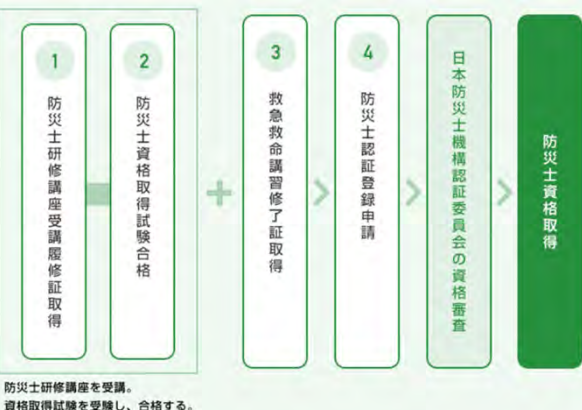 1
防災士研修講座受講履修証取得
2
防災士資格取得試験合格
+
3
救急救命講習修了証取得
>
4
防災士認証登録申請
>
日本防災士機構認証委員会の資格審査
>
防災士資格取得
防災士研修講座を受講。
資格取得試験を受験し、合格する。